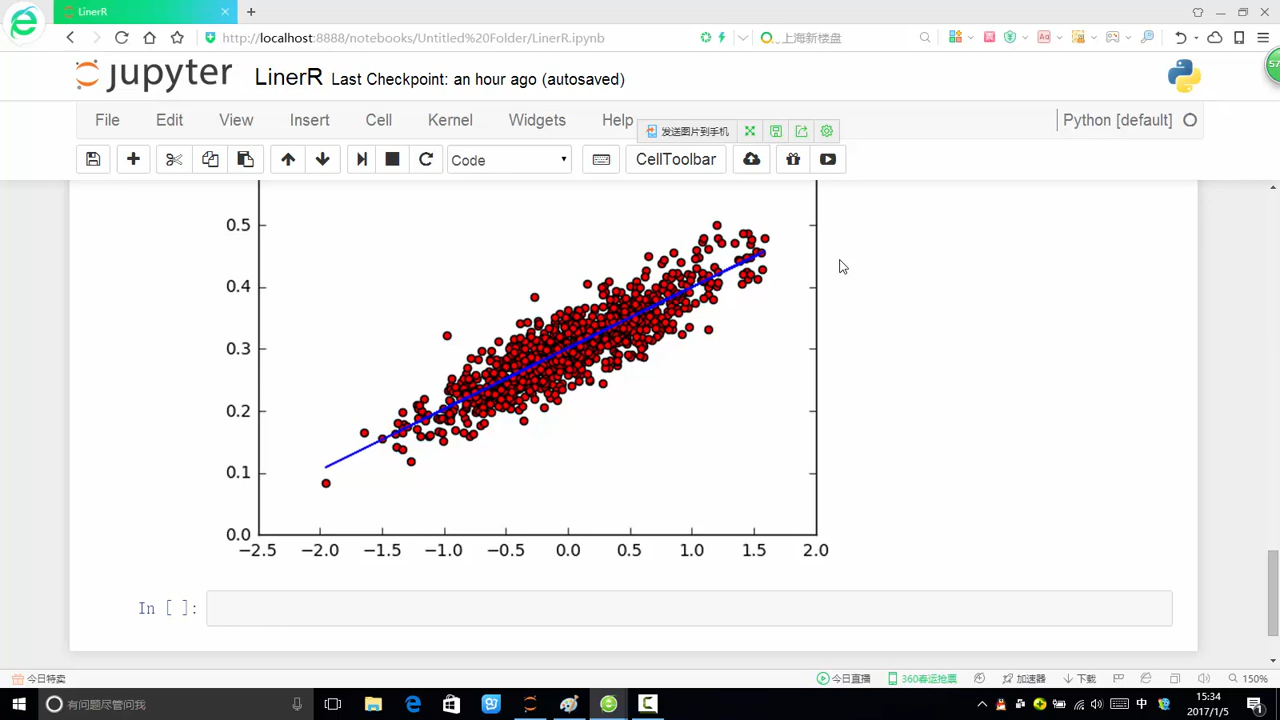 LinerR
http://localhost:8888/notebooks/Untitled%20Folder/LinerR.ipynb
上海新楼盘
jupyter LinerR Last Checkpoint: an hour ago (autosaved)
57
File Edit View Insert Cell Kernel Widgets Help
发送图片到手机
Python [default]
Code
CellToolbar
0.5
0.4
0.3
0.2
0.1
0.0
−2.5 −2.0 −1.5 −1.0 −0.5 0.0 0.5 1.0 1.5 2.0
In [ ]:
今日特卖
今日直播 360春运抢票 加速器 下载 150%
有问题尽管问我
中
15:34
2017/1/5
1